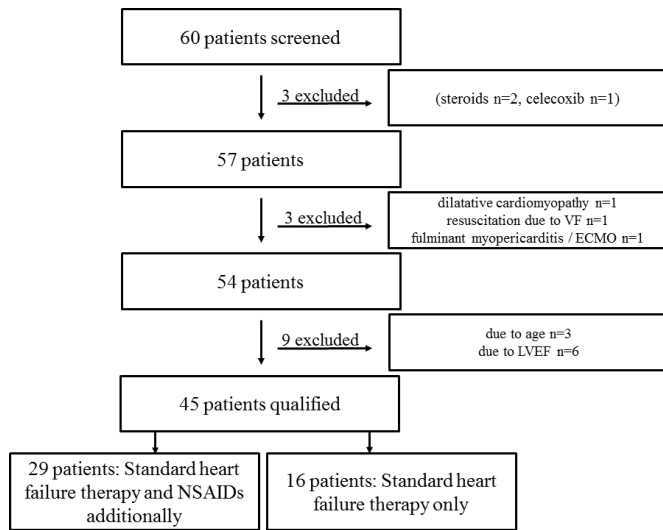 60 patients screened
3 excluded
(steroids n=2, celecoxib n=1)
57 patients
3 excluded
dilatative cardiomyopathy n=1
resuscitation due to VF n=1
fulminant myopericarditis / ECMO n=1
54 patients
9 excluded
due to age n=3
due to LVEF n=6
45 patients qualified
29 patients: Standard heart
failure therapy and NSAIDs
additionally
16 patients: Standard heart
failure therapy only